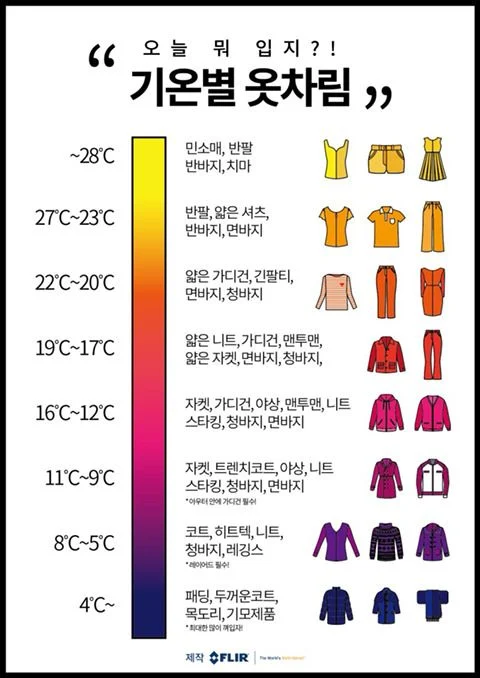 “ 오늘 뭐 입지?!
기온별 옷차림 ”
~28℃
민소매, 반팔
반바지, 치마
27℃~23℃
반팔, 얇은 셔츠,
반바지, 면바지
22℃~20℃
얇은 가디건, 긴팔티,
면바지, 청바지
19℃~17℃
얇은 니트, 가디건, 맨투맨,
얇은 자켓, 면바지, 청바지,
16℃~12℃
자켓, 가디건, 야상, 맨투맨, 니트
스타킹, 청바지, 면바지
11℃~9℃
자켓, 트렌치코트, 야상, 니트
스타킹, 청바지, 면바지
*아우터 안에 가디건 필수!
8℃~5℃
코트, 히트텍, 니트,
청바지, 레깅스
*레이어드 필수!
4℃~
패딩, 두꺼운코트,
목도리, 기모제품
*최대한 많이 껴입자!
제작 FLIR The World's Sixth Sense